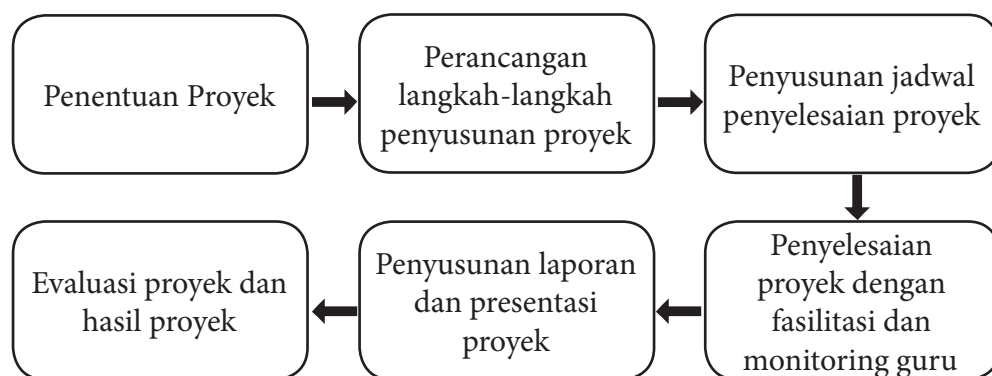 Penentuan Proyek
Perancangan
langkah-langkah
penyusunan proyek
Penyusunan jadwal
penyelesaian proyek
Penyelesaian
proyek dengan
fasilitasi dan
monitoring guru
Penyusunan laporan
dan presentasi
proyek
Evaluasi proyek dan
hasil proyek